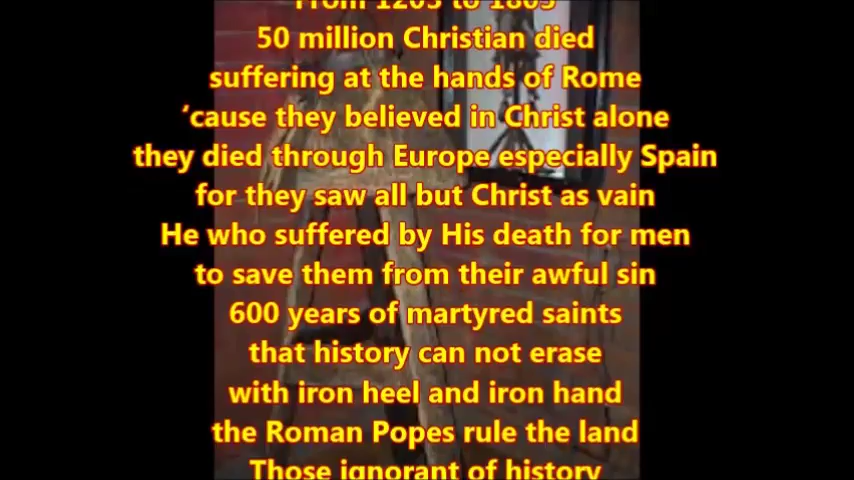 From 1203 to 1803
50 million Christian died
suffering at the hands of Rome
‘cause they believed in Christ alone
they died through Europe especially Spain
for they saw all but Christ as vain
He who suffered by His death for men
to save them from their awful sin
600 years of martyred saints
that history can not erase
with iron heel and iron hand
the Roman Popes rule the land
Those ignorant of history